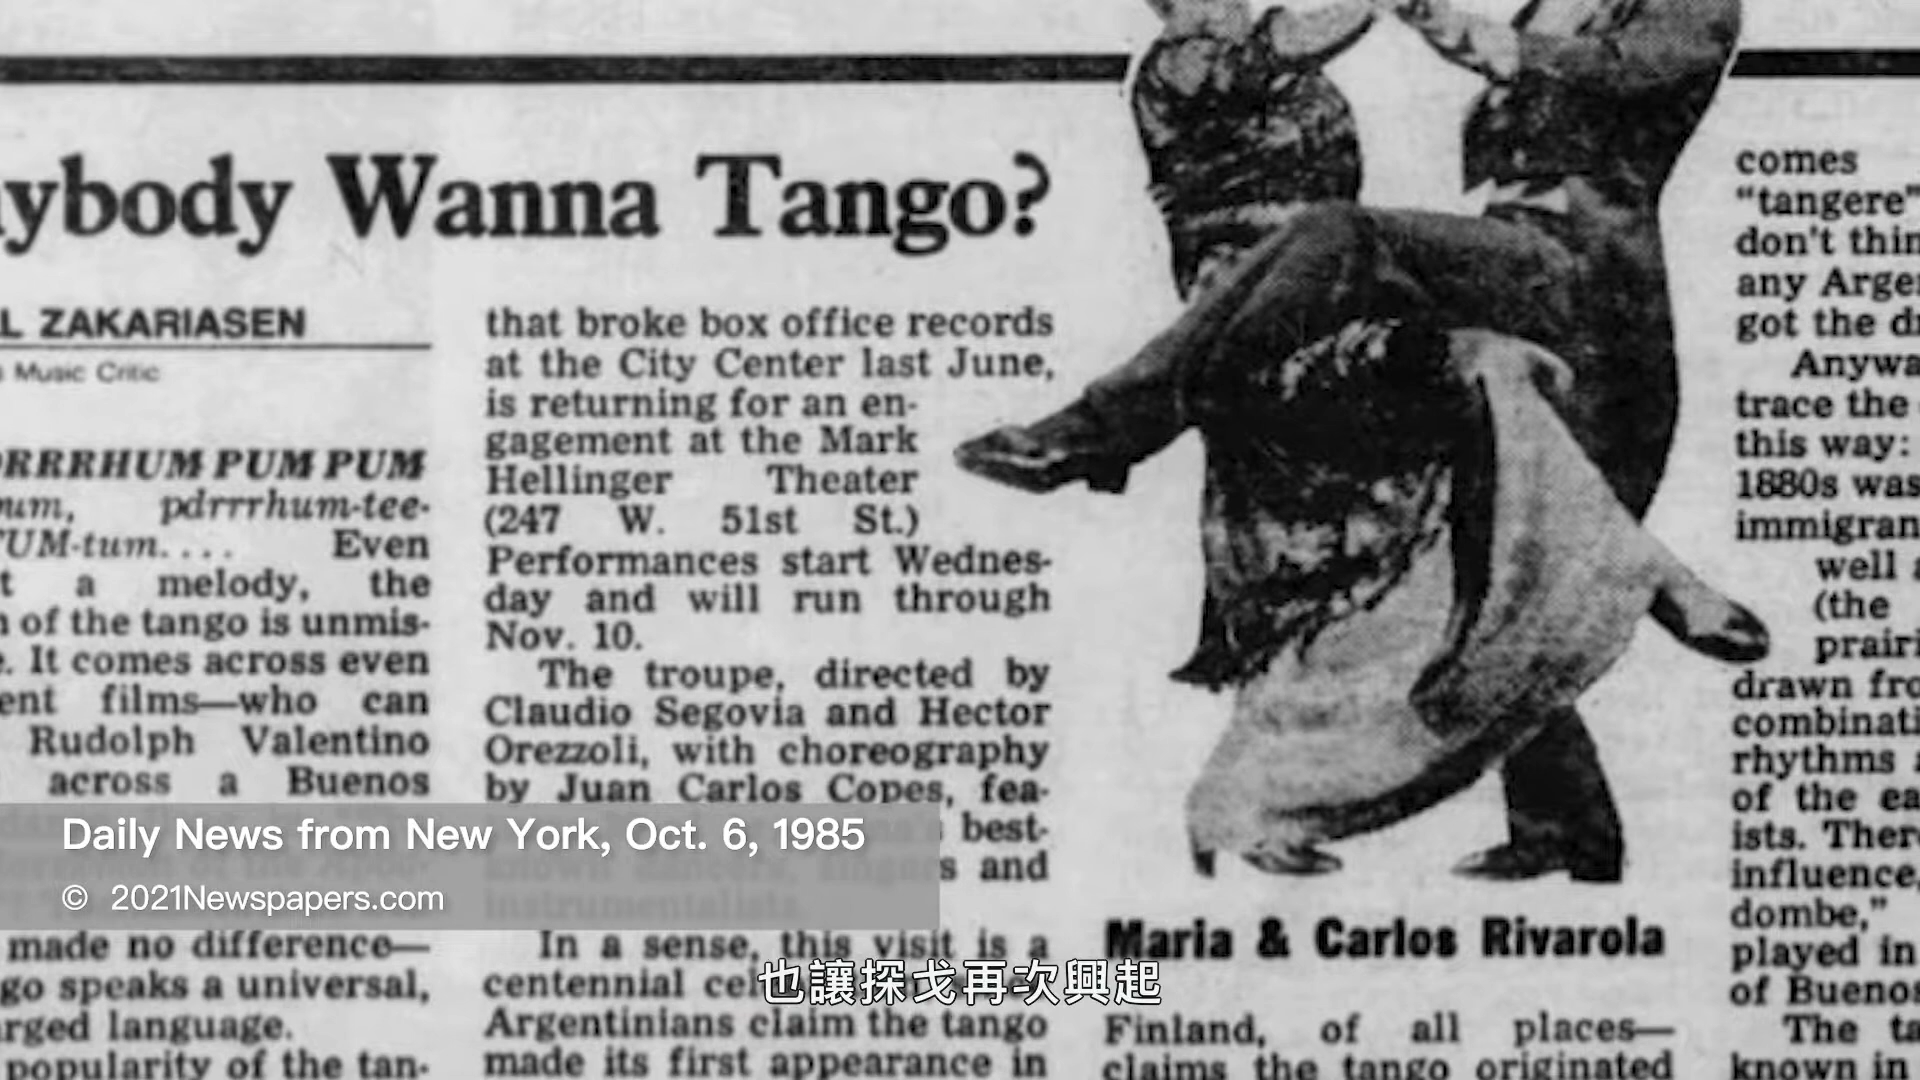 ybody Wanna Tango?
L ZAKARIASEN
Music Critic
RRRRHUM PUM PUM
um, pdrrrhum-tee-
TUM-tum.... Even
t a melody, the
of the tango is unmis-
e. It comes across even
ent films—who can
Rudolph Valentino
across a Buenos
made no difference—
go speaks a universal,
arged language.
popularity of the tan-
that broke box office records
at the City Center last June,
is returning for an en-
gagement at the Mark
Hellinger Theater
(247 W. 51st St.)
Performances start Wednes-
day and will run through
Nov. 10.
The troupe, directed by
Claudio Segovia and Hector
Orezzoli, with choreography
by Juan Carlos Copes, fea-
best-
known dancers, singers and
instrumentalists.
In a sense, this visit is a
centennial cel
Argentinians claim the tango
made its first appearance in
Maria & Carlos Rivarola
Finland, of all places—
claims the tango originated
comes
"tangere"
don't thin
any Arge
got the d
Anywa
trace the
this way:
1880s was
immigran
well a
(the
prairi
drawn fro
combinati
rhythms a
of the ea
ists. Ther
influence,
dombe,"
played in
of Buenos
The ta
known in
Daily News from New York, Oct. 6, 1985
© 2021Newspapers.com
也讓探戈再次興起